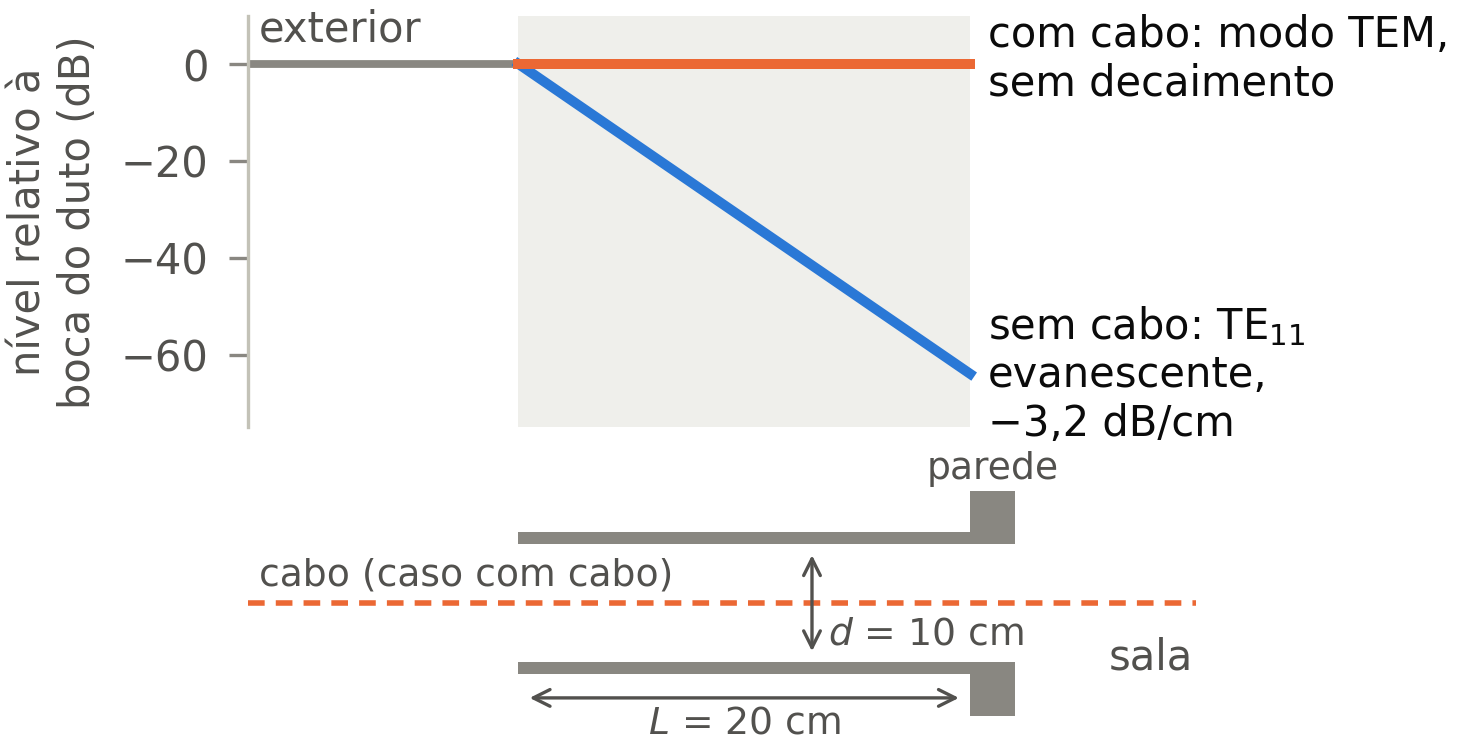 nível relativo à
boca do duto (dB)
exterior
0
−20
−40
−60
com cabo: modo TEM,
sem decaimento
sem cabo: TE₁₁
evanescente,
−3,2 dB/cm
parede
cabo (caso com cabo)
d = 10 cm
sala
L = 20 cm